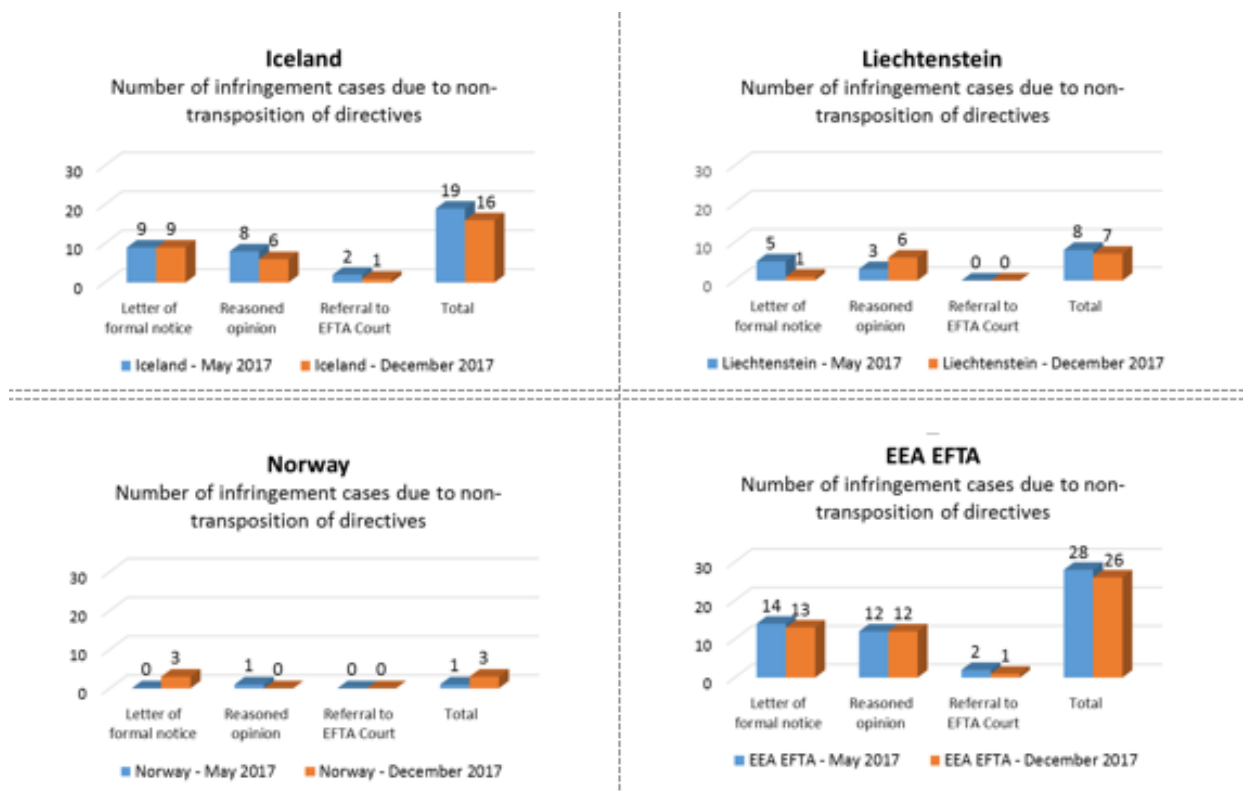 Iceland
Number of infringement cases due to non-
transposition of directives
30
20
10
0
9 9
8 6
2 1
19 16
Letter of formal notice
Reasoned opinion
Referral to EFTA Court
Total
Iceland - May 2017 Iceland - December 2017
Liechtenstein
Number of infringement cases due to non-
transposition of directives
30
20
10
0
5 1
3 6
0 0
8 7
Letter of formal notice
Reasoned opinion
Referral to EFTA Court
Total
Liechtenstein - May 2017 Liechtenstein - December 2017
Norway
Number of infringement cases due to non-
transposition of directives
30
20
10
0
0 3
1 0
0 0
1 3
Letter of formal notice
Reasoned opinion
Referral to EFTA Court
Total
Norway - May 2017 Norway - December 2017
EEA EFTA
Number of infringement cases due to non-
transposition of directives
30
20
10
0
14 13
12 12
2 1
28 26
Letter of formal notice
Reasoned opinion
Referral to EFTA Court
Total
EEA EFTA - May 2017 EEA EFTA - December 2017